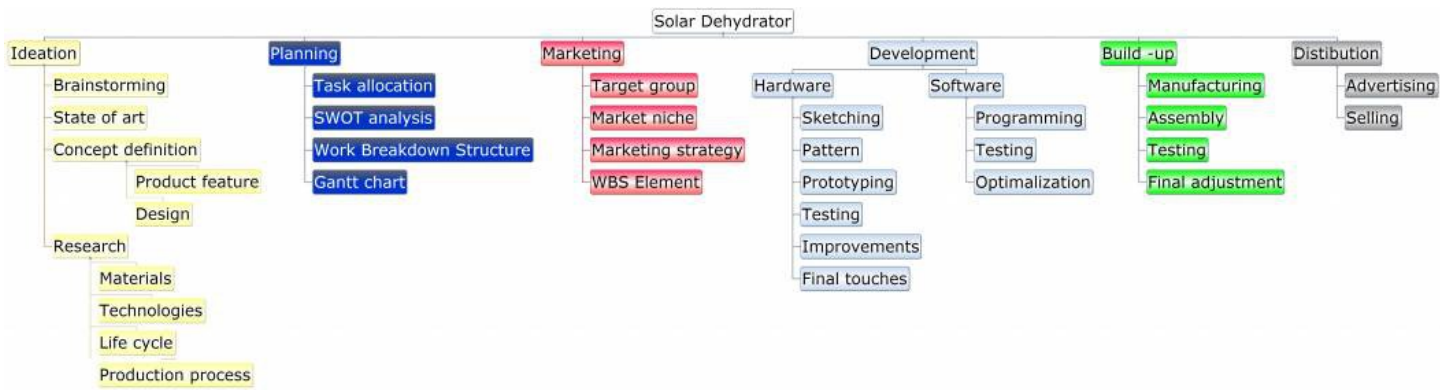 Solar Dehydrator
Ideation
Brainstorming
State of art
Concept definition
Product feature
Design
Research
Materials
Technologies
Life cycle
Production process
Planning
Task allocation
SWOT analysis
Work Breakdown Structure
Gantt chart
Marketing
Target group
Market niche
Marketing strategy
WBS Element
Development
Hardware
Sketching
Pattern
Prototyping
Testing
Improvements
Final touches
Software
Programming
Testing
Optimalization
Build -up
Manufacturing
Assembly
Testing
Final adjustment
Distibution
Advertising
Selling